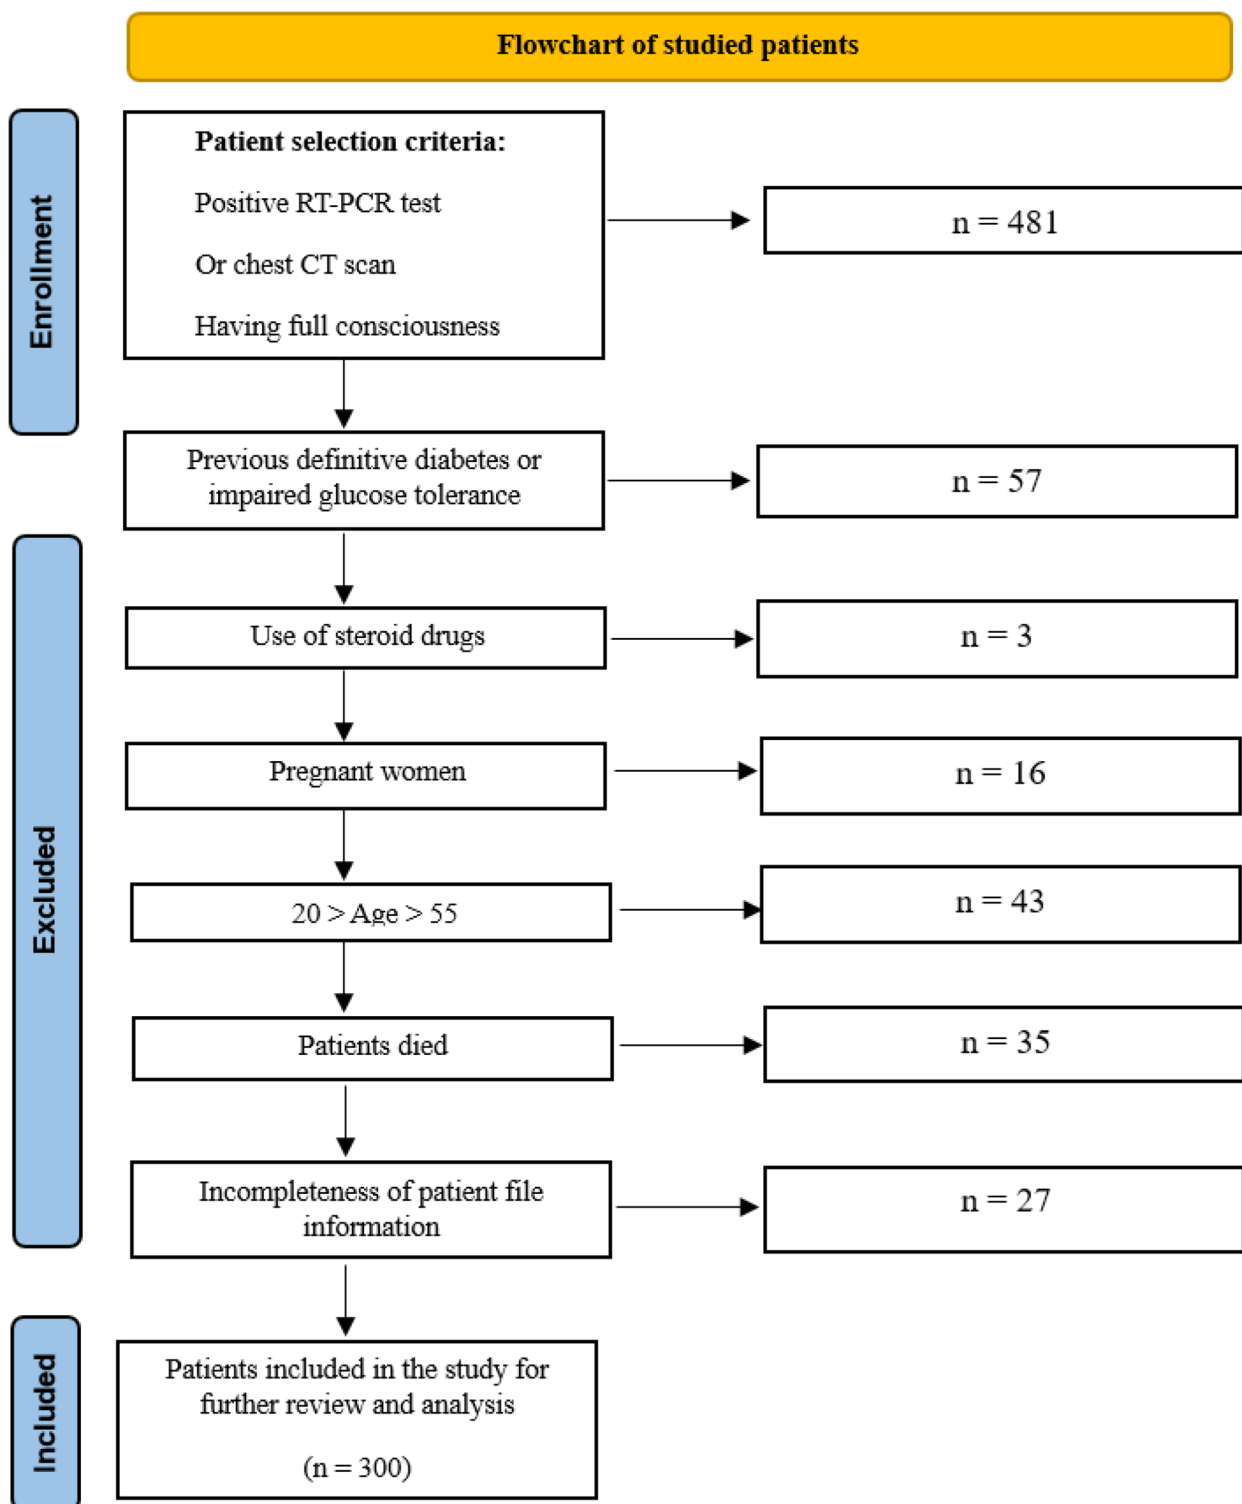 Flowchart of studied patients
Enrollment
Patient selection criteria:
Positive RT-PCR test
Or chest CT scan
Having full consciousness
n = 481
Previous definitive diabetes or
impaired glucose tolerance
n = 57
Excluded
Use of steroid drugs
n = 3
Pregnant women
n = 16
20 > Age > 55
n = 43
Patients died
n = 35
Incompleteness of patient file
information
n = 27
Included
Patients included in the study for
further review and analysis
(n = 300)